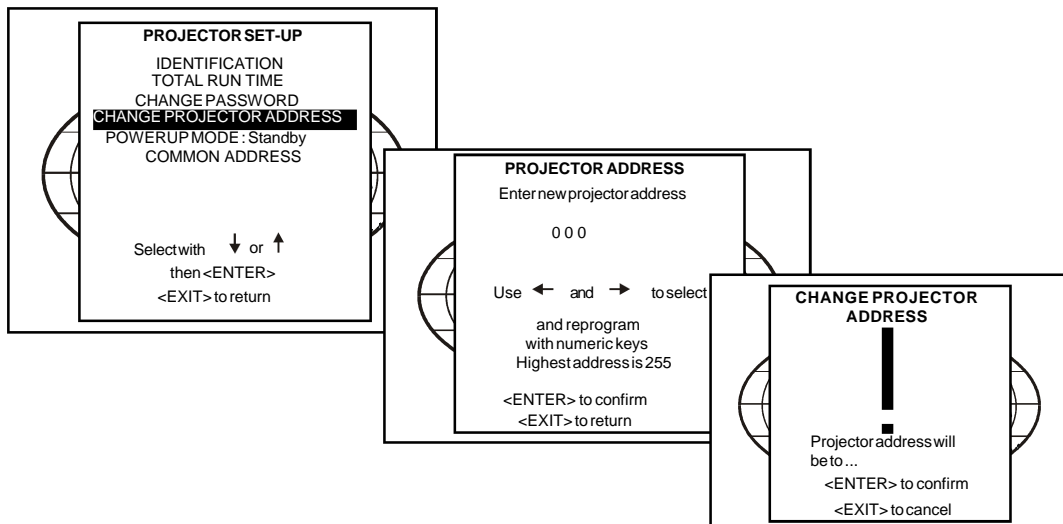 PROJECTOR SET-UP
IDENTIFICATION
TOTAL RUN TIME
CHANGE PASSWORD
CHANGE PROJECTOR ADDRESS
POWERUP MODE : Standby
COMMON ADDRESS
Select with ↓ or ↑
then <ENTER>
<EXIT> to return
PROJECTOR ADDRESS
Enter new projector address
0 0 0
Use ← and → to select
and reprogram
with numeric keys
Highest address is 255
<ENTER> to confirm
<EXIT> to return
CHANGE PROJECTOR
ADDRESS
!
Projector address will
be to ...
<ENTER> to confirm
<EXIT> to cancel